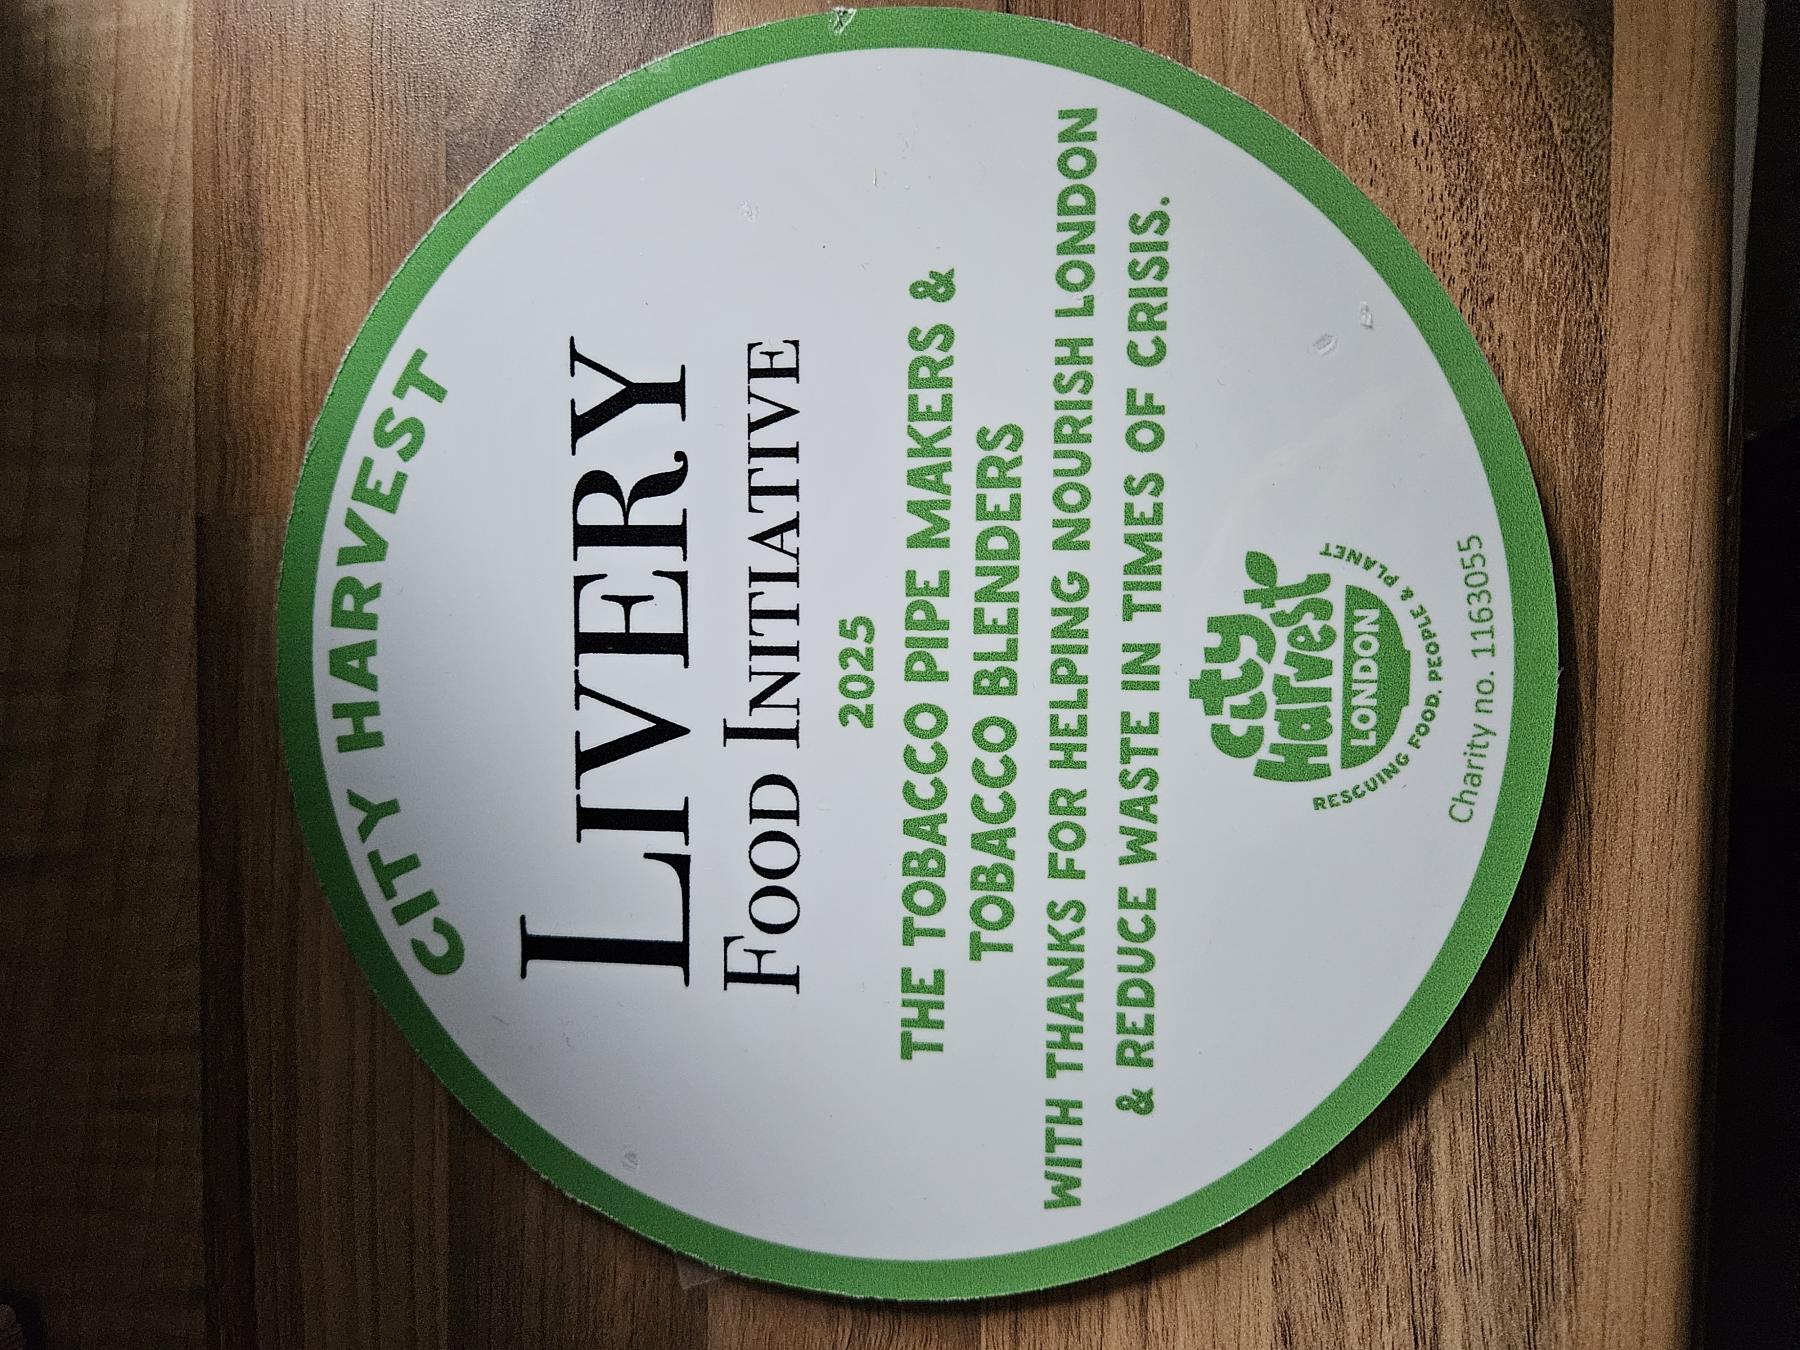 CITY HARVEST
LIVERY
FOOD INITIATIVE
2025
THE TOBACCO PIPE MAKERS &
TOBACCO BLENDERS
WITH THANKS FOR HELPING NOURISH LONDON
& REDUCE WASTE IN TIMES OF CRISIS.
city
Harvest
LONDON
RESCUING FOOD, PEOPLE & PLANET
Charity no. 1163055